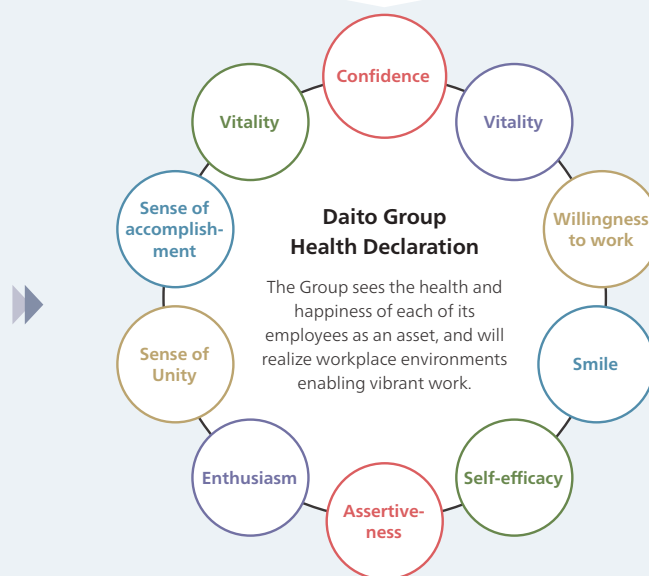 Confidence
Vitality
Vitality
Sense of
accomplish-
ment
Willingness
to work
Daito Group
Health Declaration
The Group sees the health and
happiness of each of its
employees as an asset, and will
realize workplace environments
enabling vibrant work.
Sense of
Unity
Smile
Enthusiasm
Self-efficacy
Assertive-
ness